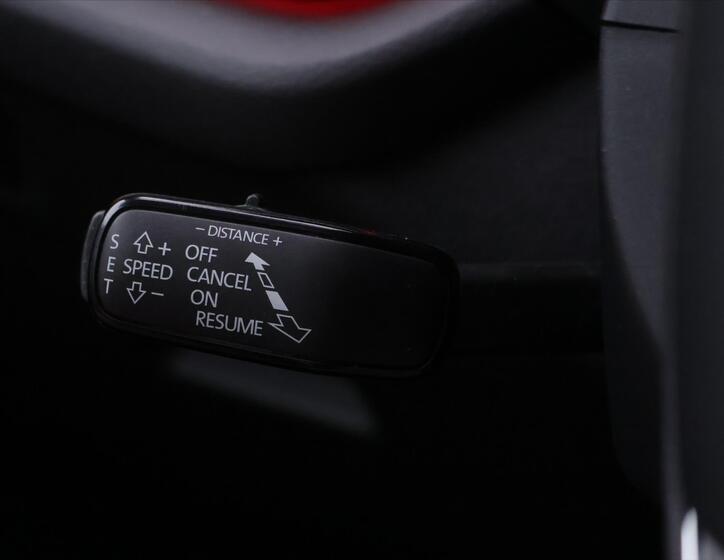 − DISTANCE +
S E T
+
SPEED
−
OFF
CANCEL
ON
RESUME